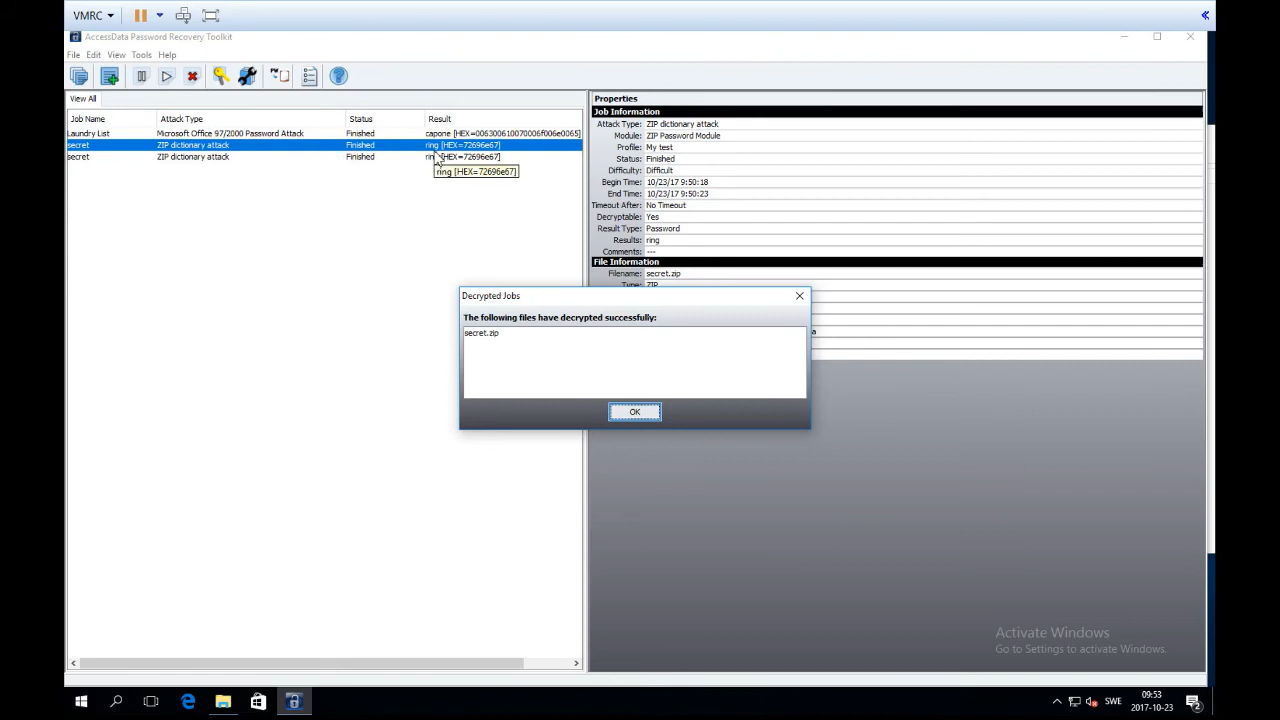 VMRC
AccessData Password Recovery Toolkit
File Edit View Tools Help
View All
Job Name Attack Type Status Result
Laundry List Microsoft Office 97/2000 Password Attack Finished capone [HEX=006300610070006f006e0065]
secret ZIP dictionary attack Finished ring [HEX=72696e67]
secret ZIP dictionary attack Finished ring [HEX=72696e67]
ring [HEX=72696e67]
Properties
Job Information
Attack Type: ZIP dictionary attack
Module: ZIP Password Module
Profile: My test
Status: Finished
Difficulty: Difficult
Begin Time: 10/23/17 9:50:18
End Time: 10/23/17 9:50:23
Timeout After: No Timeout
Decryptable: Yes
Result Type: Password
Results: ring
Comments: ---
File Information
Filename: secret.zip
Type: ZIP
Decrypted Jobs
The following files have decrypted successfully:
secret.zip
OK
Activate Windows
Go to Settings to activate Windows.
SWE
09:53
2017-10-23
2